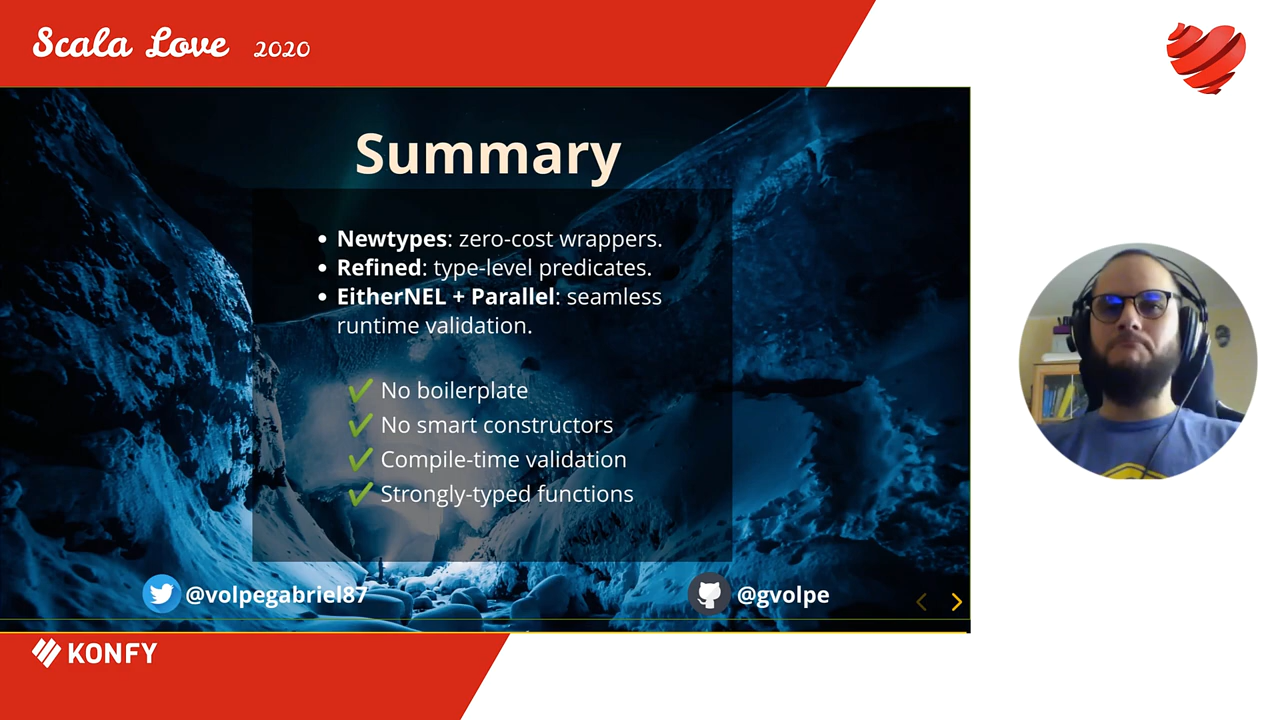 Scala Love 2020
Summary
• Newtypes: zero-cost wrappers.
• Refined: type-level predicates.
• EitherNEL + Parallel: seamless
runtime validation.
✔ No boilerplate
✔ No smart constructors
✔ Compile-time validation
✔ Strongly-typed functions
@volpegabriel87
@gvolpe
KONFY